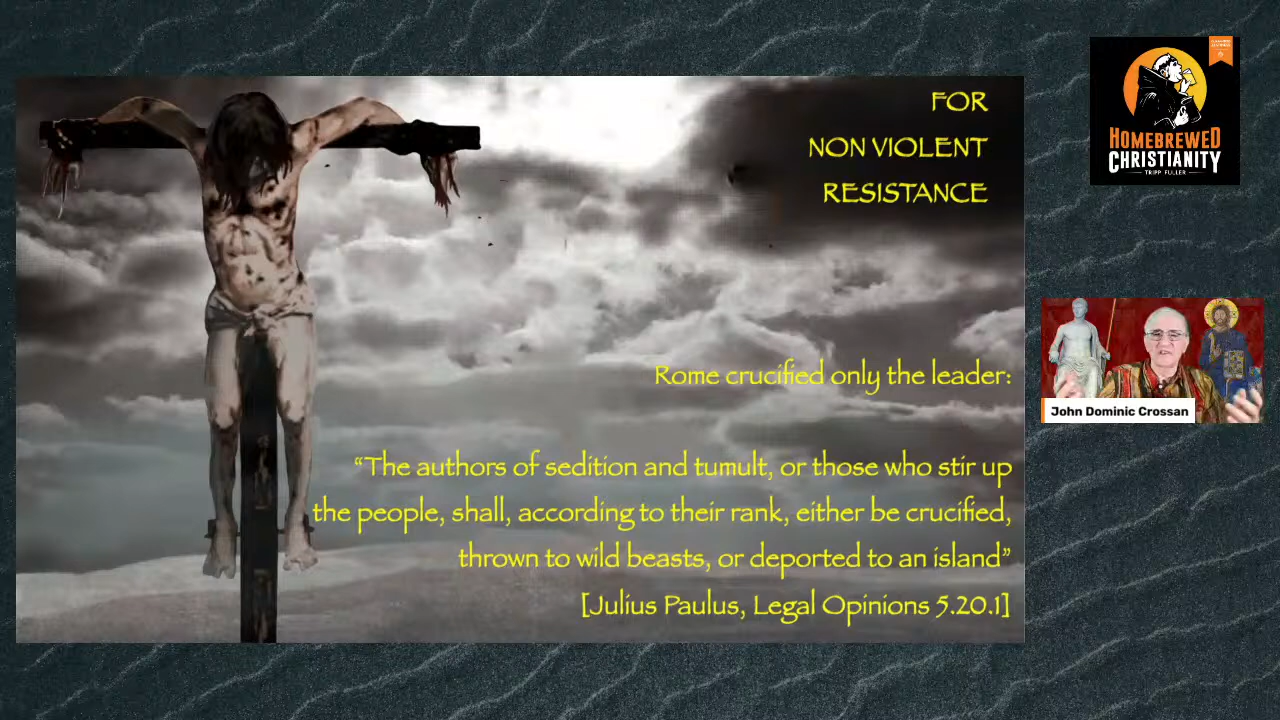 FOR
NON VIOLENT
RESISTANCE
Rome crucified only the leader:
“The authors of sedition and tumult, or those who stir up
the people, shall, according to their rank, either be crucified,
thrown to wild beasts, or deported to an island”
[Julius Paulus, Legal Opinions 5.20.1]
HOMEBREWED
CHRISTIANITY
TRIPP FULLER
John Dominic Crossan